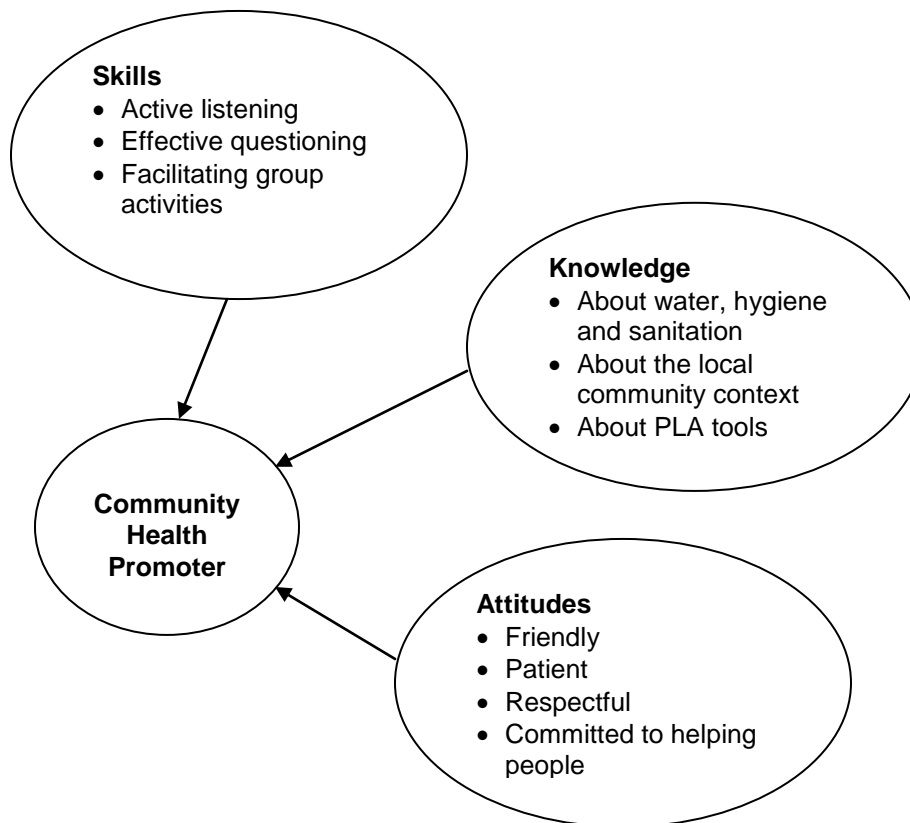 Skills
• Active listening
• Effective questioning
• Facilitating group
activities
Knowledge
• About water, hygiene
and sanitation
• About the local
community context
• About PLA tools
Community
Health
Promoter
Attitudes
• Friendly
• Patient
• Respectful
• Committed to helping
people